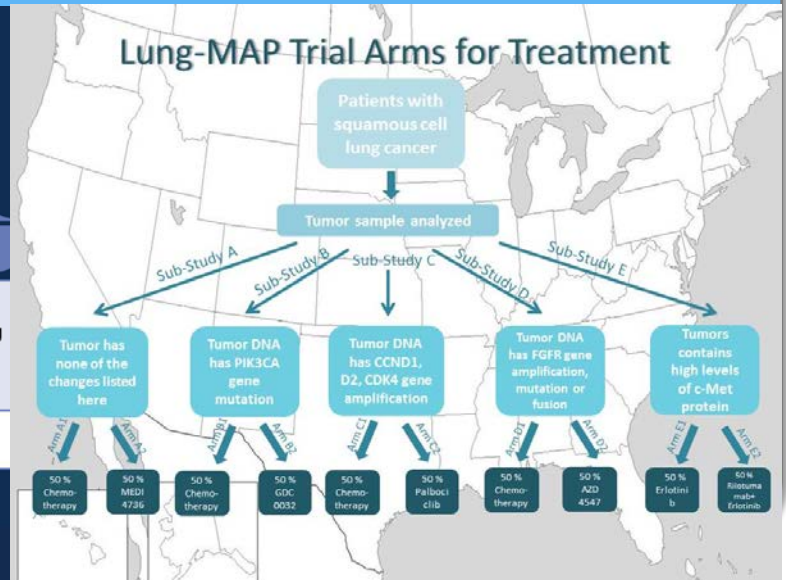 Lung-MAP Trial Arms for Treatment
Patients with
squamous cell
lung cancer
Tumor sample analyzed
Sub-Study A
Sub-Study B
Sub-Study C
Sub-Study D
Sub-Study E
Tumor has
none of the
changes listed
here
Tumor DNA
has PIK3CA
gene
mutation
Tumor DNA
has CCND1,
D2, CDK4 gene
amplification
Tumor DNA
has FGFR gene
amplification,
mutation or
fusion
Tumors
contains
high levels
of c-Met
protein
Arm A1
Arm A2
Arm B1
Arm B2
Arm C1
Arm C2
Arm D1
Arm D2
Arm E1
Arm E2
50 %
Chemo-
therapy
50 %
MEDI
4736
50 %
Chemo-
therapy
50 %
GDC
0032
50 %
Chemo-
therapy
50 %
Palboci
clib
50 %
Chemo-
therapy
50 %
AZD
4547
50 %
Erlotini
b
50 %
Rilotuma
mab+
Erlotinib